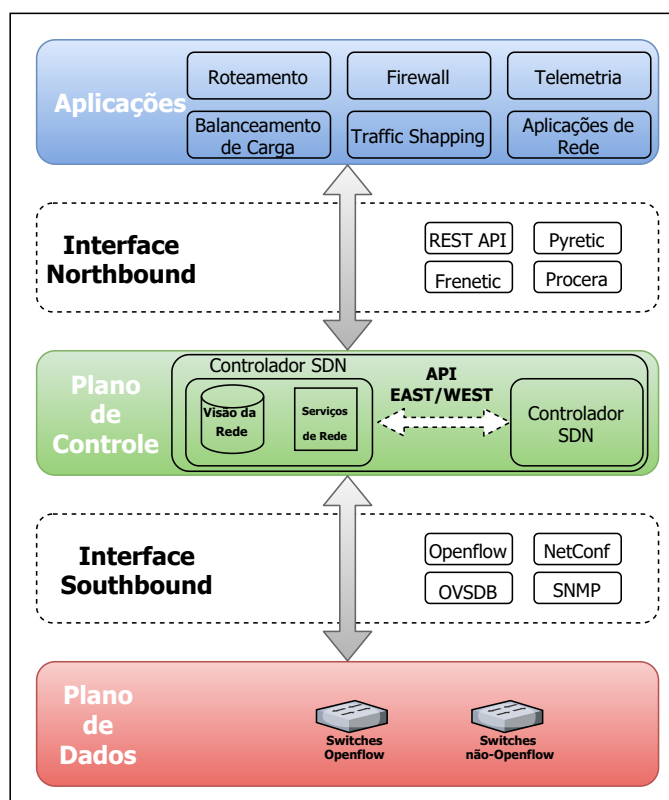 Aplicações
Roteamento
Firewall
Telemetria
Balanceamento
de Carga
Traffic Shapping
Aplicações de
Rede
Interface
Northbound
REST API
Pyretic
Frenetic
Procera
Plano
de
Controle
Controlador SDN
Visão da
Rede
Serviços
de Rede
API
EAST/WEST
Controlador
SDN
Interface
Southbound
Openflow
NetConf
OVSDB
SNMP
Plano
de
Dados
Switches
Openflow
Switches
não-Openflow